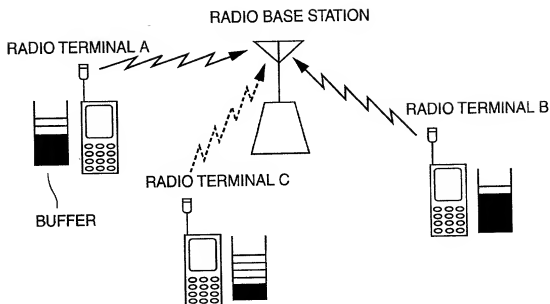 RADIO BASE STATION
RADIO TERMINAL A
RADIO TERMINAL B
RADIO TERMINAL C
BUFFER